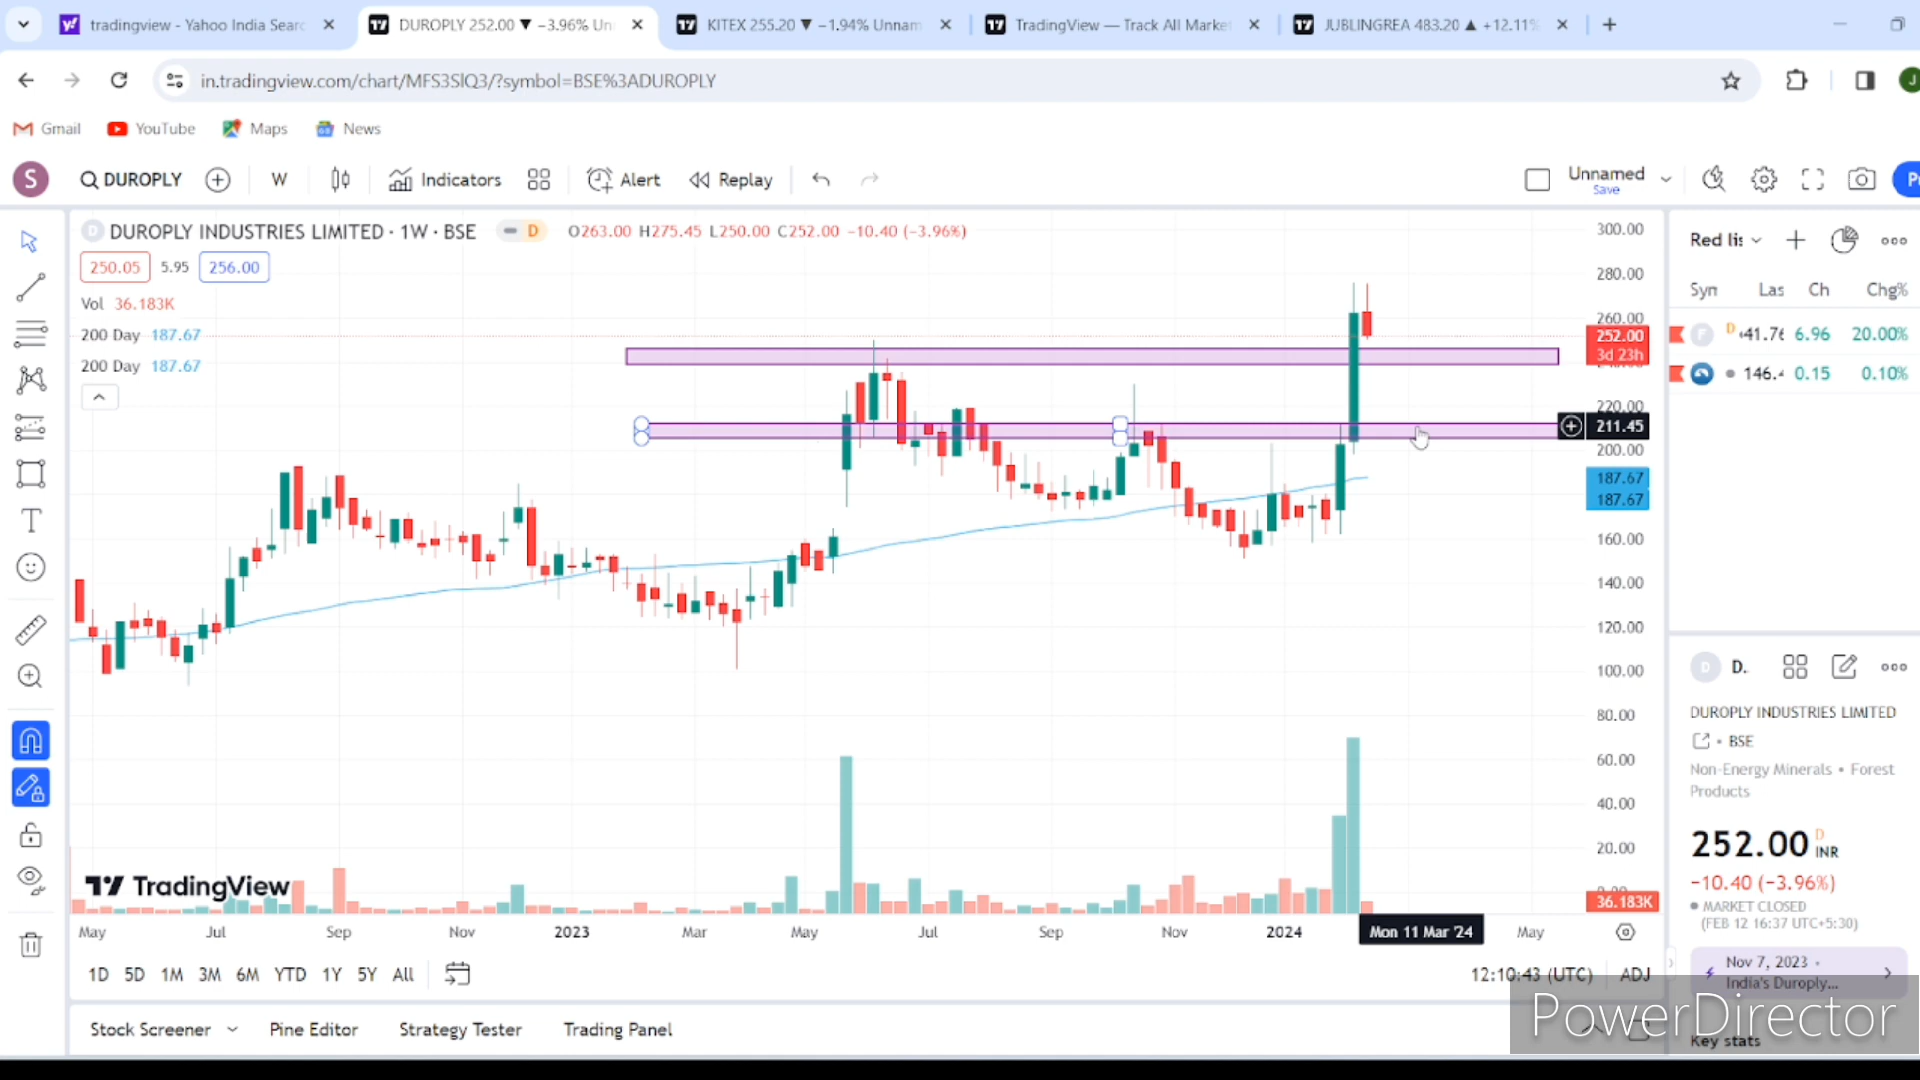 tradingview - Yahoo India Searc
DUROPLY 252.00 ▼ −3.96% Unn
KITEX 255.20 ▼ −1.94% Unnam
TradingView — Track All Marke
JUBLINGREA 483.20 ▲ +12.11%
in.tradingview.com/chart/MFS3SlQ3/?symbol=BSE%3ADUROPLY
J
Gmail
YouTube
Maps
News
S
DUROPLY
W
Indicators
Alert
Replay
Unnamed
Save
DUROPLY INDUSTRIES LIMITED · 1W · BSE
D
O263.00 H275.45 L250.00 C252.00 −10.40 (−3.96%)
250.05 5.95 256.00
Vol 36.183K
200 Day 187.67
200 Day 187.67
300.00
280.00
260.00
252.00
3d 23h
220.00
211.45
200.00
187.67
187.67
160.00
140.00
120.00
100.00
80.00
60.00
40.00
20.00
36.183K
TradingView
May Jul Sep Nov 2023 Mar May Jul Sep Nov 2024 Mon 11 Mar '24 May
1D 5D 1M 3M 6M YTD 1Y 5Y All
12:10:43 (UTC) ADJ
Stock Screener
Pine Editor
Strategy Tester
Trading Panel
Red lis
Syn Las Ch Chg%
F D 41.76 6.96 20.00%
146.4 0.15 0.10%
D D.
DUROPLY INDUSTRIES LIMITED
• BSE
Non-Energy Minerals • Forest
Products
252.00 D INR
−10.40 (−3.96%)
MARKET CLOSED
(FEB 12 16:37 UTC+5:30)
Nov 7, 2023 •
India's Duroply...
PowerDirector
Key stats